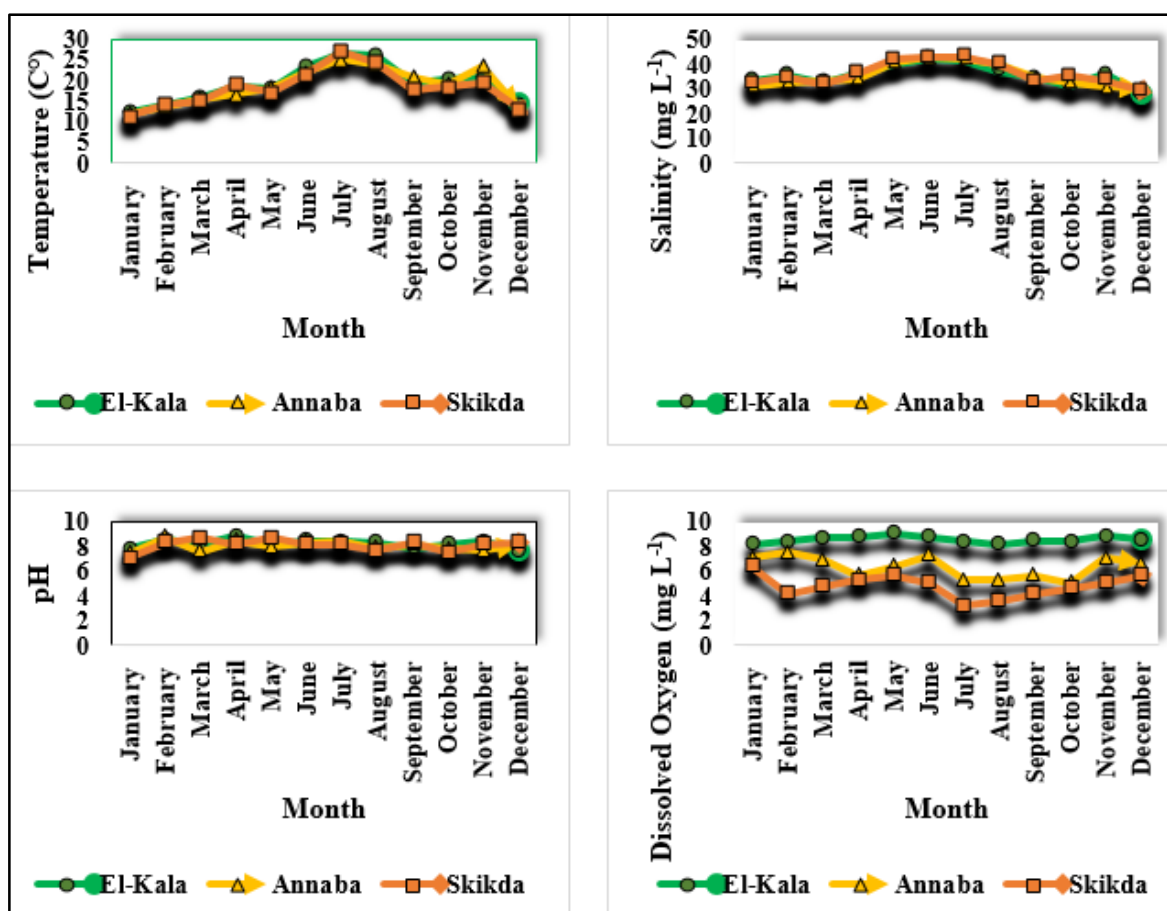 Temperature (C°)
30
25
20
15
10
5
0
January
February
March
April
May
June
July
August
September
October
November
December
Month
El-Kala
Annaba
Skikda
Salinity (mg L-1)
50
40
30
20
10
0
January
February
March
April
May
June
July
August
September
October
November
December
Month
El-Kala
Annaba
Skikda
pH
10
8
6
4
2
0
January
February
March
April
May
June
July
August
September
October
November
December
Month
El-Kala
Annaba
Skikda
Dissolved Oxygen (mg L-1)
10
8
6
4
2
0
January
February
March
April
May
June
July
August
September
October
November
December
Month
El-Kala
Annaba
Skikda